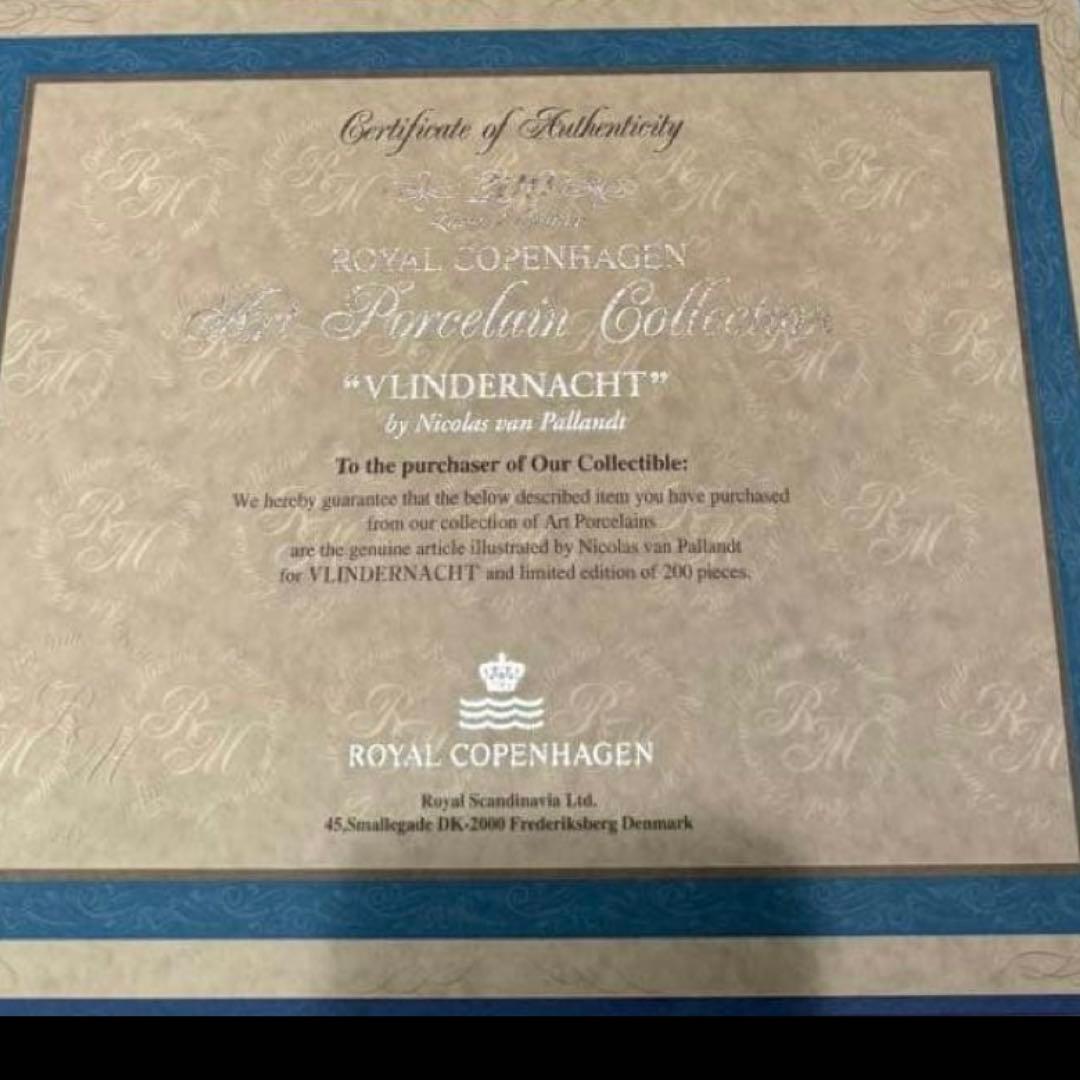 Certificate of Authenticity
ROYAL COPENHAGEN
Art Porcelain Collection
“VLINDERNACHT”
by Nicolas van Pallandt
To the purchaser of Our Collectible:
We hereby guarantee that the below described item you have purchased
from our collection of Art Porcelains
are the genuine article illustrated by Nicolas van Pallandt
for VLINDERNACHT and limited edition of 200 pieces.
ROYAL COPENHAGEN
Royal Scandinavia Ltd.
45,Smallegade DK-2000 Frederiksberg Denmark